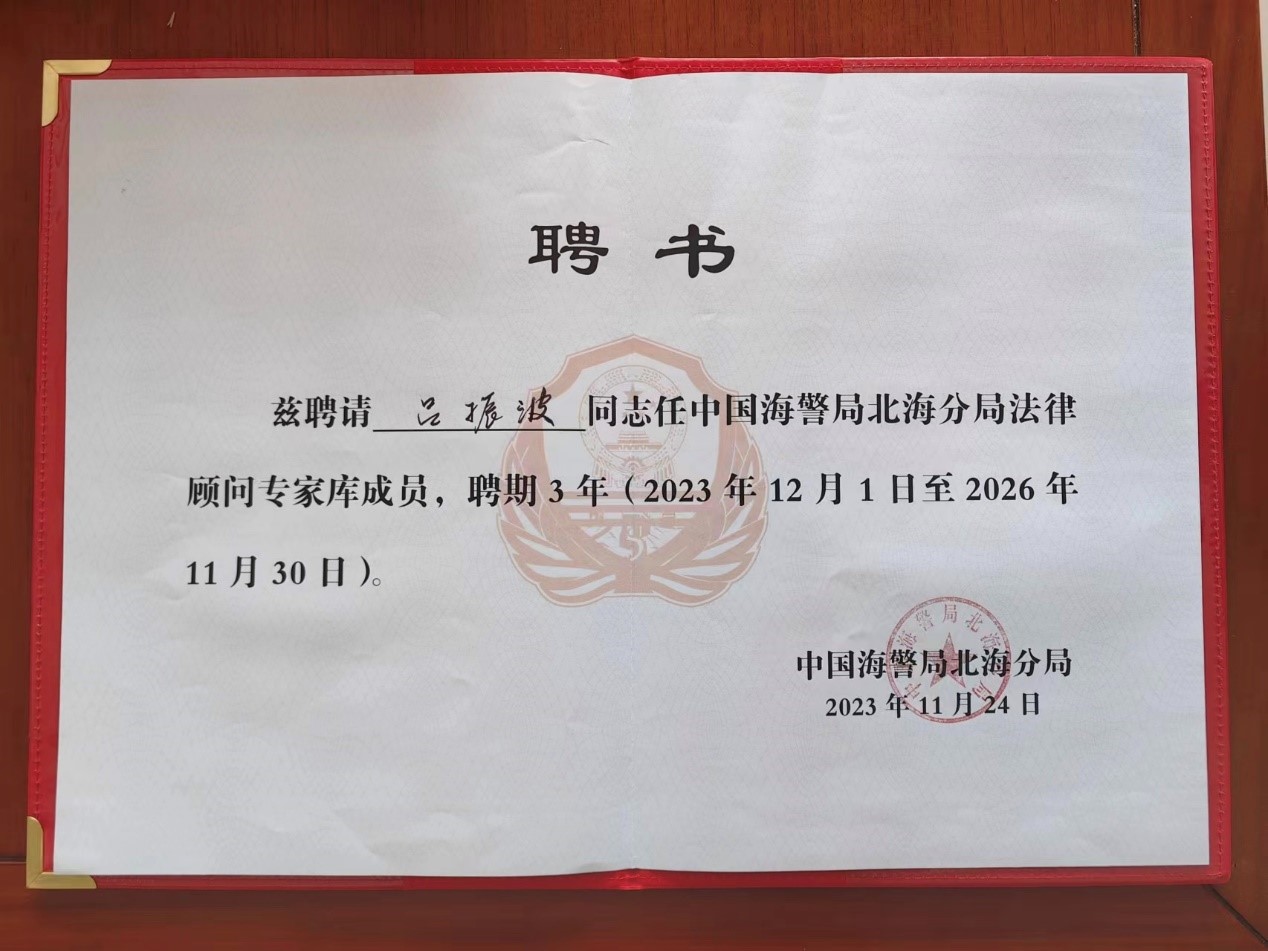 聘 书
兹聘请 吕振波 同志任中国海警局北海分局法律
顾问专家库成员，聘期 3 年（2023 年 12 月 1 日至 2026 年
11 月 30 日）。
中国海警局北海分局
2023 年 11 月 24 日